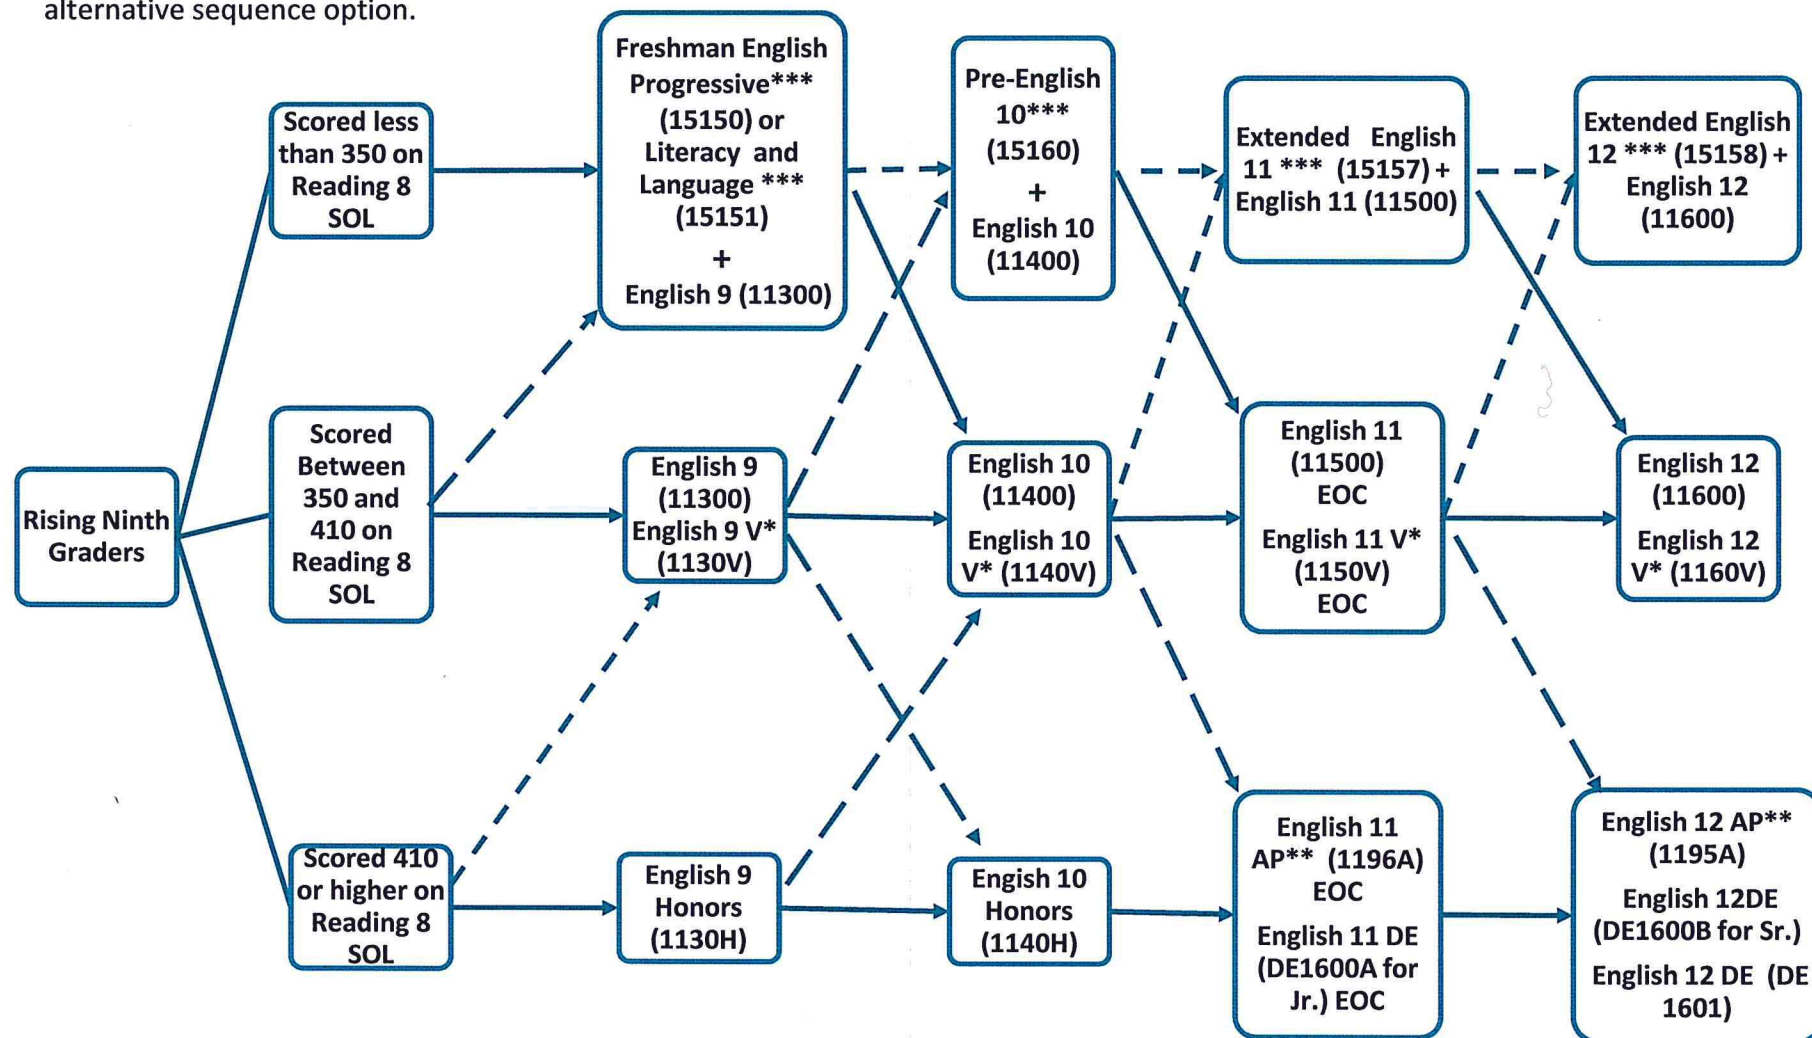 alternative sequence option.
Rising Ninth
Graders
Scored less
than 350 on
Reading 8
SOL
Scored
Between
350 and
410 on
Reading 8
SOL
Scored 410
or higher on
Reading 8
SOL
Freshman English
Progressive***
(15150) or
Literacy and
Language ***
(15151)
+
English 9 (11300)
English 9
(11300)
English 9 V*
(1130V)
English 9
Honors
(1130H)
Pre-English
10***
(15160)
+
English 10
(11400)
English 10
(11400)
English 10
V* (1140V)
Engish 10
Honors
(1140H)
Extended English
11 *** (15157) +
English 11 (11500)
English 11
(11500)
EOC
English 11 V*
(1150V)
EOC
English 11
AP** (1196A)
EOC
English 11 DE
(DE1600A for
Jr.) EOC
Extended English
12 *** (15158) +
English 12
(11600)
English 12
(11600)
English 12
V* (1160V)
English 12 AP**
(1195A)
English 12DE
(DE1600B for Sr.)
English 12 DE (DE
1601)